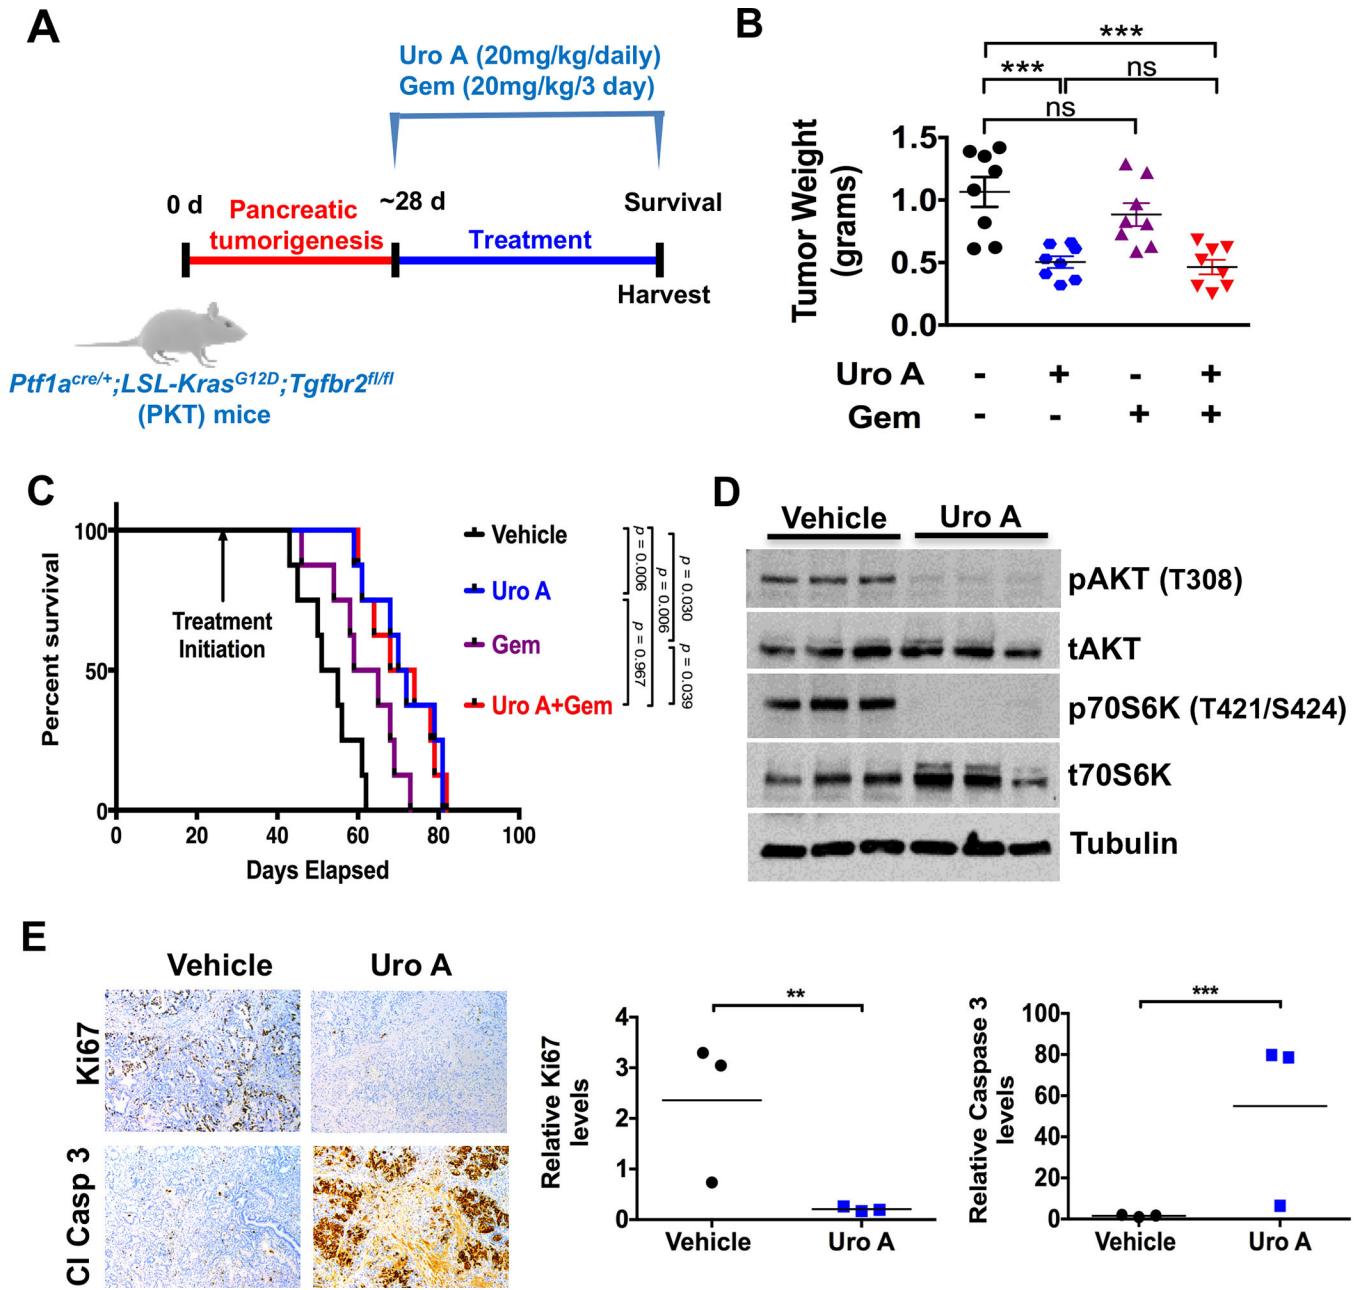 A
Uro A (20mg/kg/daily)
Gem (20mg/kg/3 day)
0 d
Pancreatic
tumorigenesis
~28 d
Treatment
Survival
Harvest
Ptf1acre/+;LSL-KrasG12D;Tgfbr2fl/fl
(PKT) mice
B
***
***
ns
ns
Tumor Weight
(grams)
1.5
1.0
0.5
0.0
Uro A - + - +
Gem - - + +
C
Percent survival
100
50
0
0 20 40 60 80 100
Days Elapsed
Treatment
Initiation
Vehicle
Uro A
Gem
Uro A+Gem
p = 0.006
p = 0.967
p = 0.006
p = 0.030
p = 0.039
D
Vehicle Uro A
pAKT (T308)
tAKT
p70S6K (T421/S424)
t70S6K
Tubulin
E
Vehicle Uro A
Ki67
Cl Casp 3
Relative Ki67
levels
4
3
2
1
0
**
Vehicle Uro A
Relative Caspase 3
levels
100
80
60
40
20
0
***
Vehicle Uro A